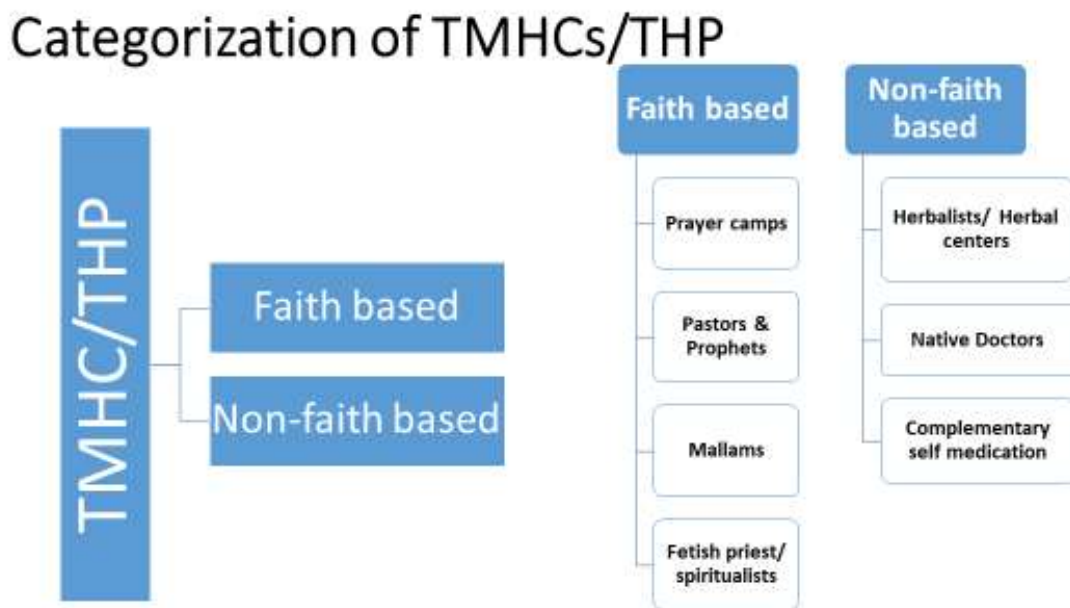 Categorization of TMHCs/THP
TMHC/THP
Faith based
Non-faith based
Faith based
Prayer camps
Pastors &
Prophets
Mallams
Fetish priest/
spiritualists
Non-faith
based
Herbalists/ Herbal
centers
Native Doctors
Complementary
self medication